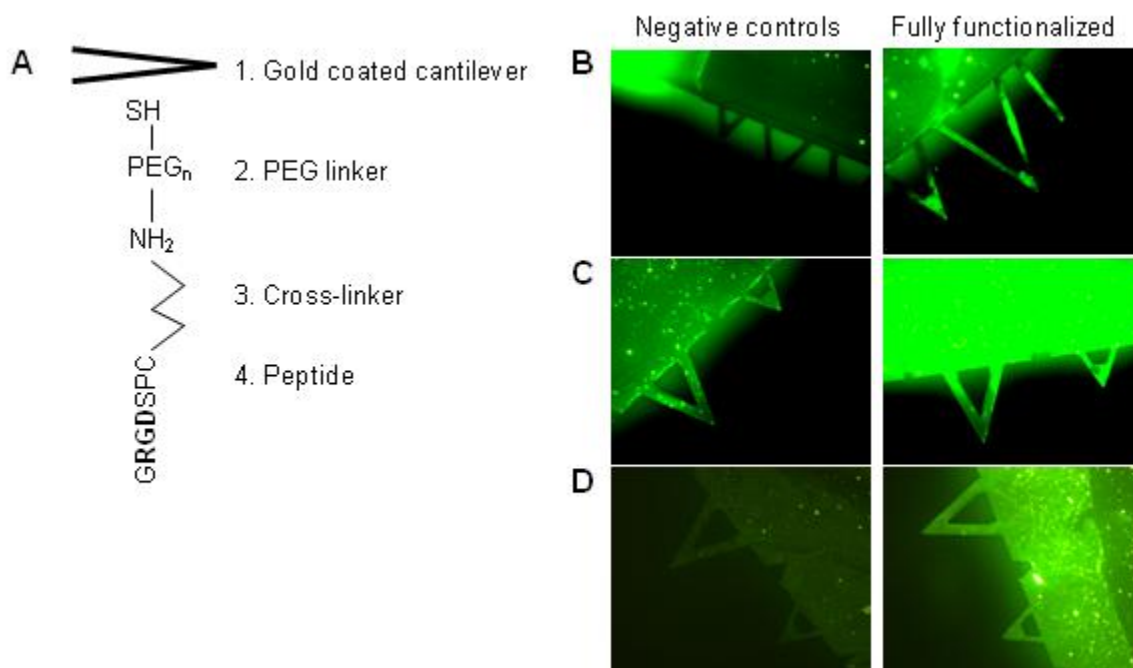 A
1. Gold coated cantilever
SH
PEGn
2. PEG linker
NH2
3. Cross-linker
4. Peptide
GRGDSPC
Negative controls
Fully functionalized
B
C
D